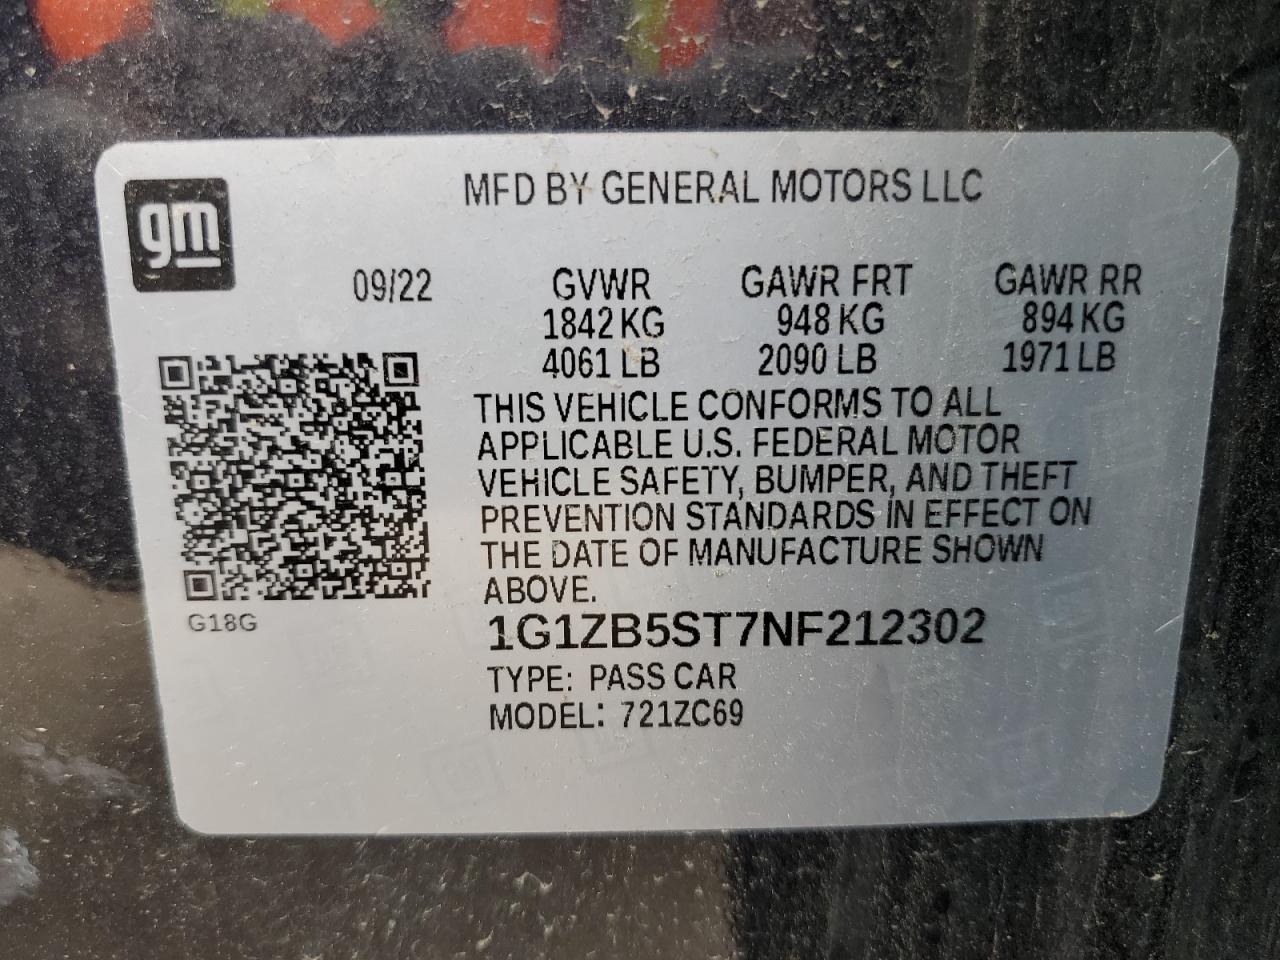 gm
MFD BY GENERAL MOTORS LLC
09/22 GVWR GAWR FRT GAWR RR
1842 KG 948 KG 894 KG
4061 LB 2090 LB 1971 LB
THIS VEHICLE CONFORMS TO ALL
APPLICABLE U.S. FEDERAL MOTOR
VEHICLE SAFETY, BUMPER, AND THEFT
PREVENTION STANDARDS IN EFFECT ON
THE DATE OF MANUFACTURE SHOWN
ABOVE.
G18G
1G1ZB5ST7NF212302
TYPE: PASS CAR
MODEL: 721ZC69